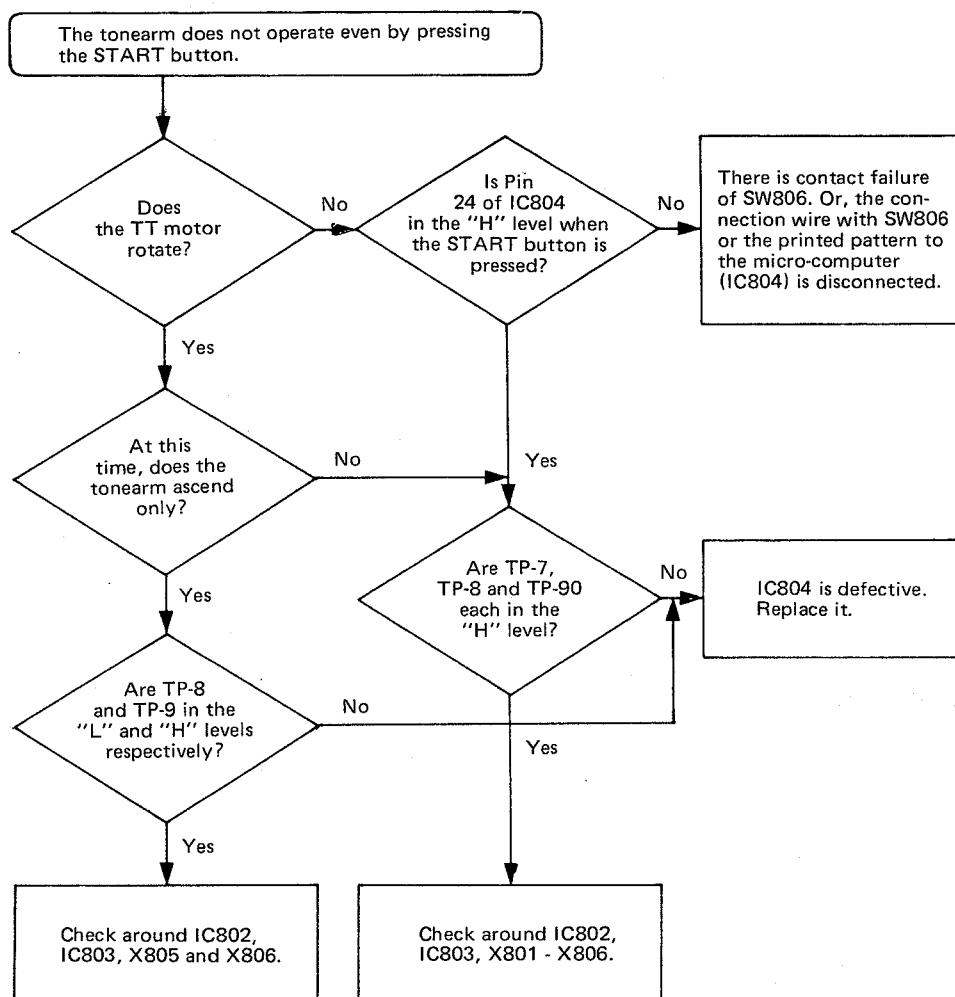 The tonearm does not operate even by pressing
the START button.
Does
the TT motor
rotate?
No
Is Pin
24 of IC804
in the "H" level when
the START button is
pressed?
No
There is contact failure
of SW806. Or, the con-
nection wire with SW806
or the printed pattern to
the micro-computer
(IC804) is disconnected.
Yes
At this
time, does the
tonearm ascend
only?
No
Yes
Yes
Are TP-7,
TP-8 and TP-90
each in the
"H" level?
No
IC804 is defective.
Replace it.
Are TP-8
and TP-9 in the
"L" and "H" levels
respectively?
No
Yes
Yes
Check around IC802,
IC803, X805 and X806.
Check around IC802,
IC803, X801 - X806.